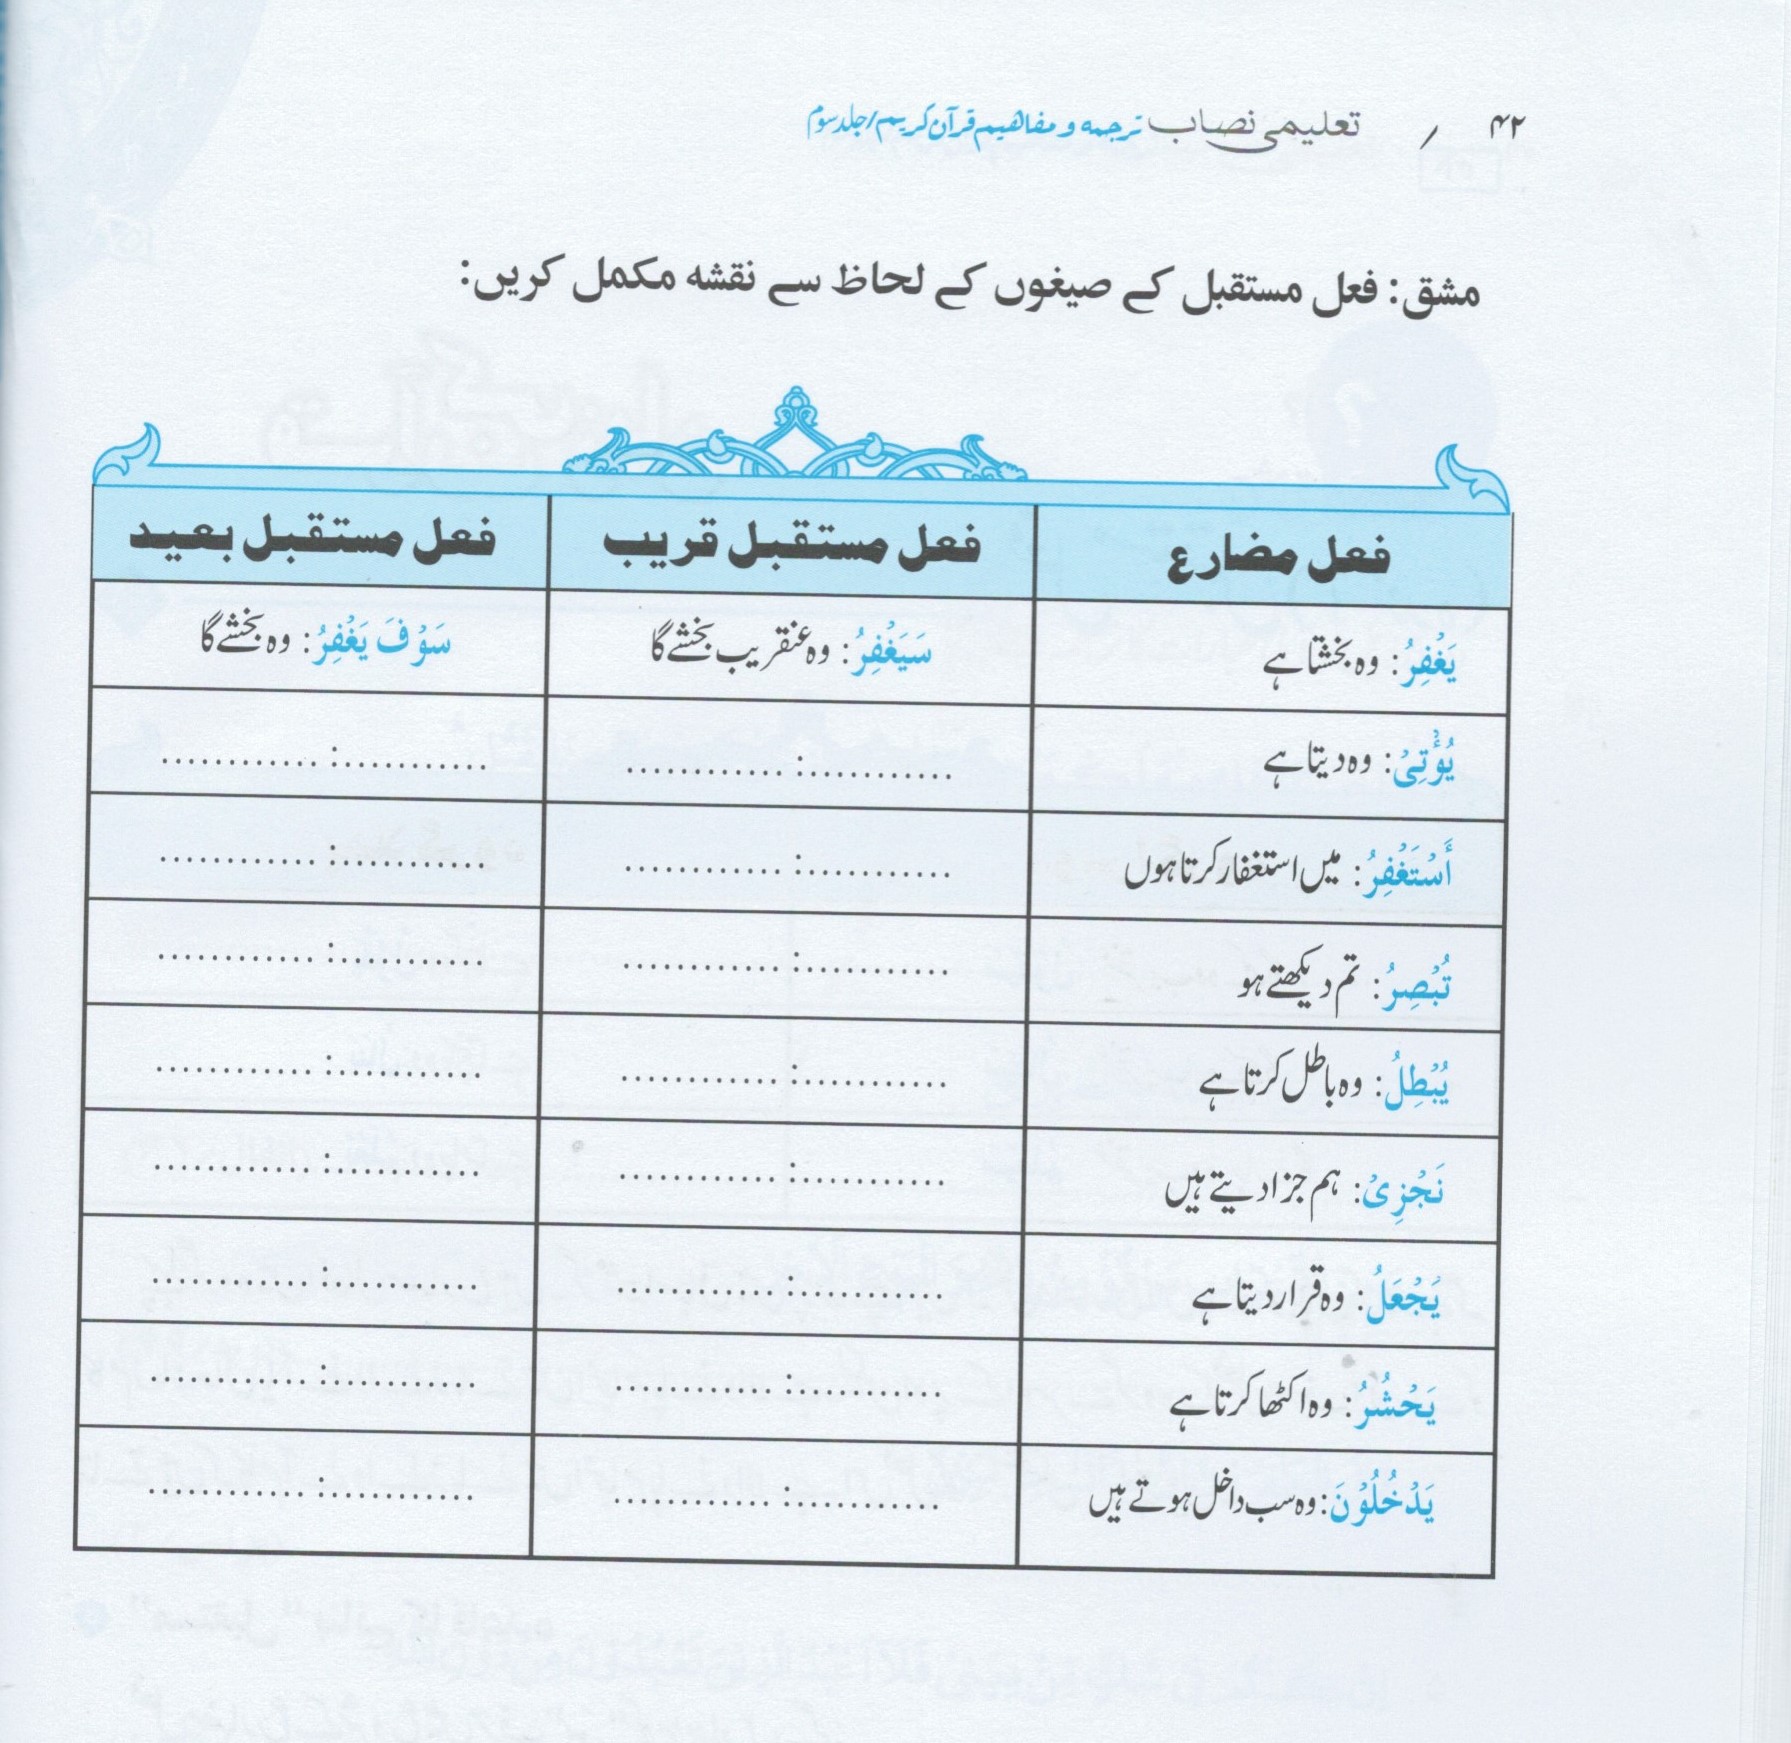 ۴۲ / تعلیمی نصاب ترجمہ و مفاهیم قرآن کریم/جلد سوم
مشق: فعل مستقبل کے صیغوں کے لحاظ سے نقشہ مکمل کریں:
فعل مضارع فعل مستقبل قریب فعل مستقبل بعید
يَغْفِرُ: وہ بخشتا ہے سَيَغْفِرُ: وہ عنقریب بخشے گا سَوْفَ يَغْفِرُ: وہ بخشے گا
يُؤْتِیْ: وہ دیتا ہے ............:............ ............:............
أَسْتَغْفِرُ: میں استغفار کرتا ہوں ............:............ ............:............
تُبْصِرُ: تم دیکھتے ہو ............:............ ............:............
يُبْطِلُ: وہ باطل کرتا ہے ............:............ ............:............
نَجْزِیْ: ہم جزا دیتے ہیں ............:............ ............:............
يَجْعَلُ: وہ قرار دیتا ہے ............:............ ............:............
يَحْشُرُ: وہ اکٹھا کرتا ہے ............:............ ............:............
يَدْخُلُوْنَ: وہ سب داخل ہوتے ہیں ............:............ ............:............